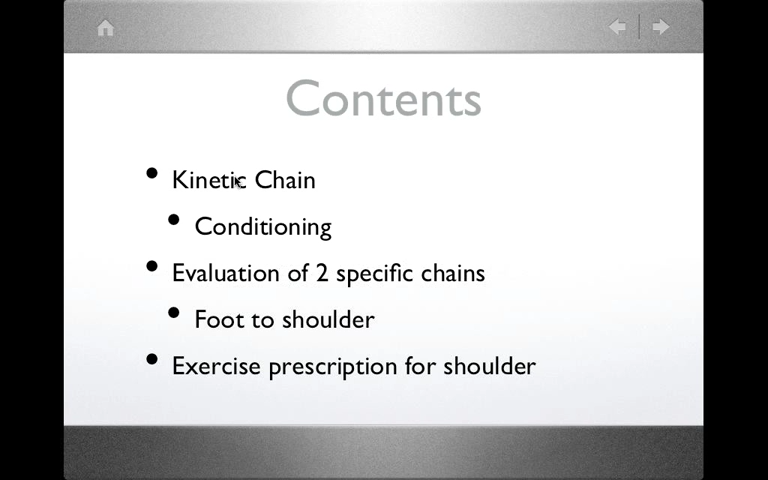 Contents
• Kinetic Chain
• Conditioning
• Evaluation of 2 specific chains
• Foot to shoulder
• Exercise prescription for shoulder